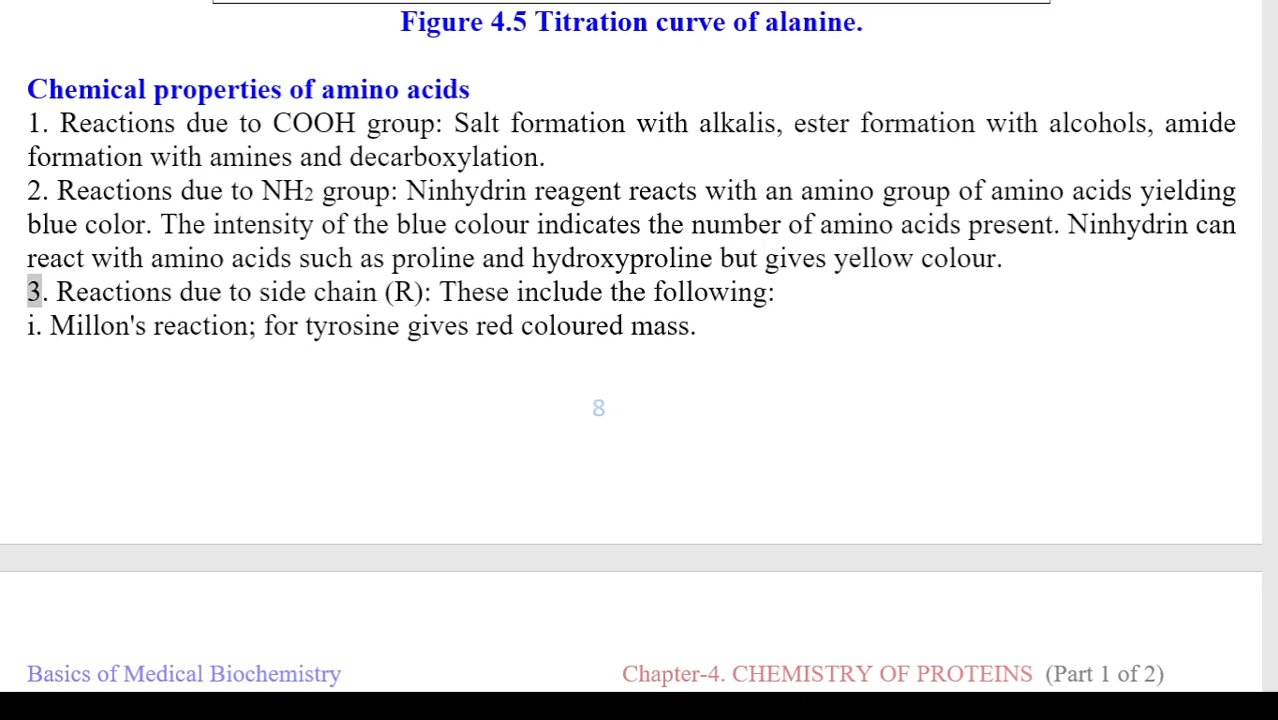 Figure 4.5 Titration curve of alanine.
Chemical properties of amino acids
1. Reactions due to COOH group: Salt formation with alkalis, ester formation with alcohols, amide
formation with amines and decarboxylation.
2. Reactions due to NH2 group: Ninhydrin reagent reacts with an amino group of amino acids yielding
blue color. The intensity of the blue colour indicates the number of amino acids present. Ninhydrin can
react with amino acids such as proline and hydroxyproline but gives yellow colour.
3. Reactions due to side chain (R): These include the following:
i. Millon's reaction; for tyrosine gives red coloured mass.
8
Basics of Medical Biochemistry Chapter-4. CHEMISTRY OF PROTEINS (Part 1 of 2)